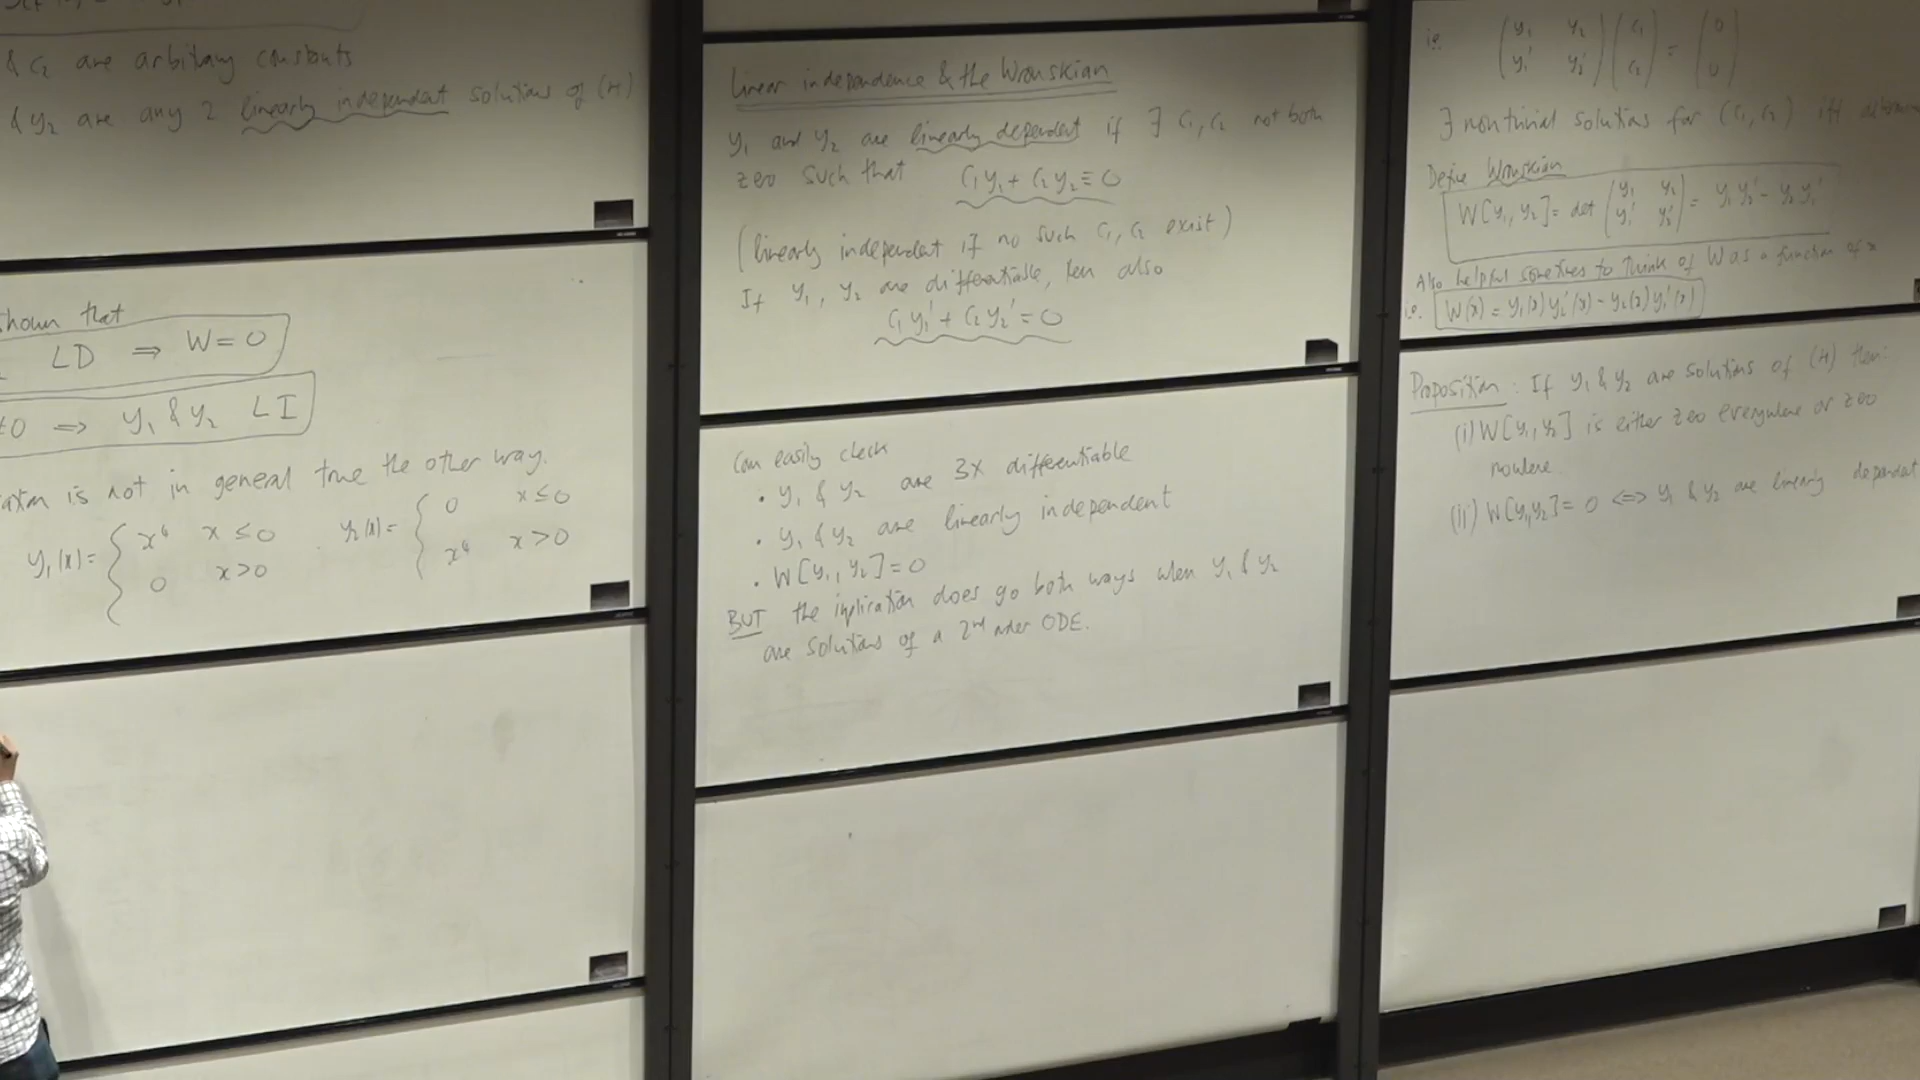 & c₂ are arbitrary constants
& y₂ are any 2 linearly independent solutions of (H)
shown that
LD ⇒ W = 0
≠0 ⇒ y₁ & y₂ LI
is not in general true the other way.
y₁(x) = { x⁴ x ≤ 0
0 x > 0
y₂(x) = { 0 x ≤ 0
x⁴ x > 0
Linear independence & the Wronskian
y₁ and y₂ are linearly dependent if ∃ c₁, c₂ not both
zero such that c₁y₁ + c₂y₂ ≡ 0
(linearly independent if no such c₁, c₂ exist)
If y₁, y₂ are differentiable, then also
c₁y₁' + c₂y₂' = 0
Can easily check
• y₁ & y₂ are 3x differentiable
• y₁ & y₂ are linearly independent
• W[y₁, y₂] = 0
BUT the implication does go both ways when y₁ & y₂
are solutions of a 2nd order ODE.
i.e. (y₁ y₂ ; y₁' y₂') (c₁ ; c₂) = (0 ; 0)
∃ nontrivial solutions for (c₁, c₂) iff
Define Wronskian
W[y₁, y₂] = det (y₁ y₂ ; y₁' y₂') = y₁y₂' - y₂y₁'
Also helpful sometimes to think of W as a function of x
i.e. W(x) = y₁(x)y₂'(x) - y₂(x)y₁'(x)
Proposition: If y₁ & y₂ are solutions of (H) then:
(i) W[y₁, y₂] is either zero everywhere or zero
nowhere.
(ii) W[y₁, y₂] = 0 ⇔ y₁ & y₂ are linearly dependent